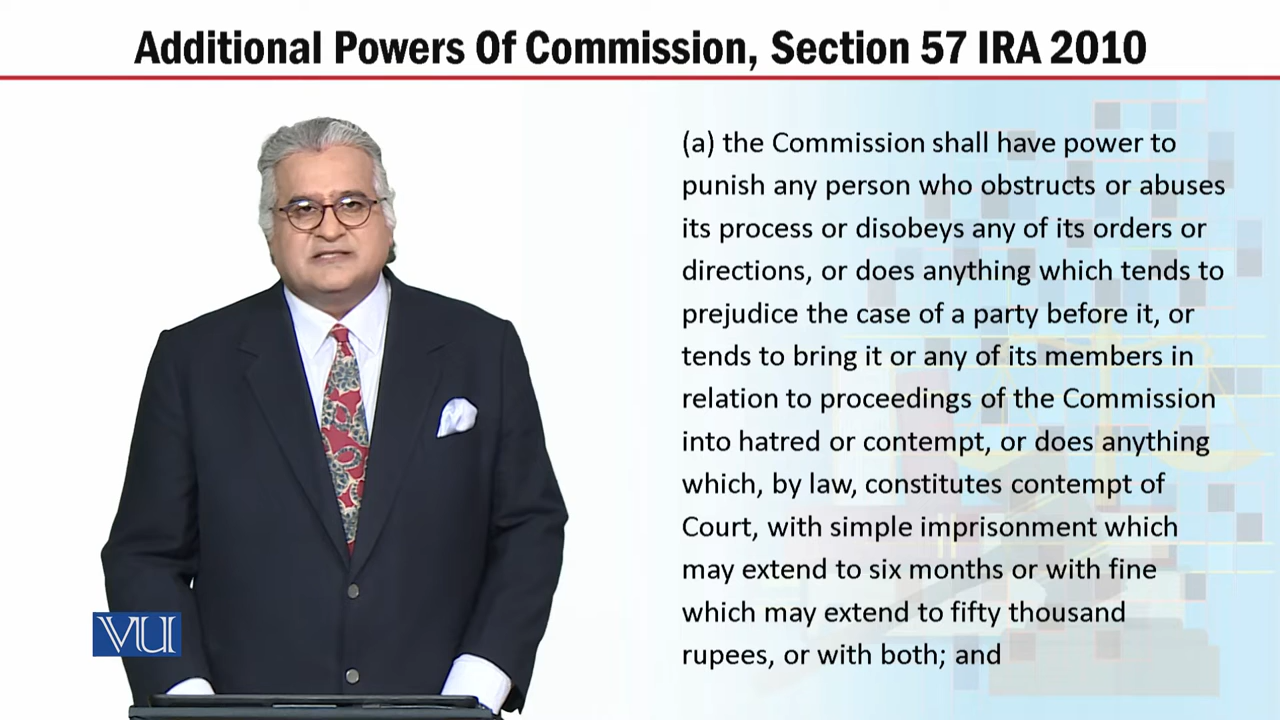 Additional Powers Of Commission, Section 57 IRA 2010
(a) the Commission shall have power to
punish any person who obstructs or abuses
its process or disobeys any of its orders or
directions, or does anything which tends to
prejudice the case of a party before it, or
tends to bring it or any of its members in
relation to proceedings of the Commission
into hatred or contempt, or does anything
which, by law, constitutes contempt of
Court, with simple imprisonment which
may extend to six months or with fine
which may extend to fifty thousand
rupees, or with both; and
VU